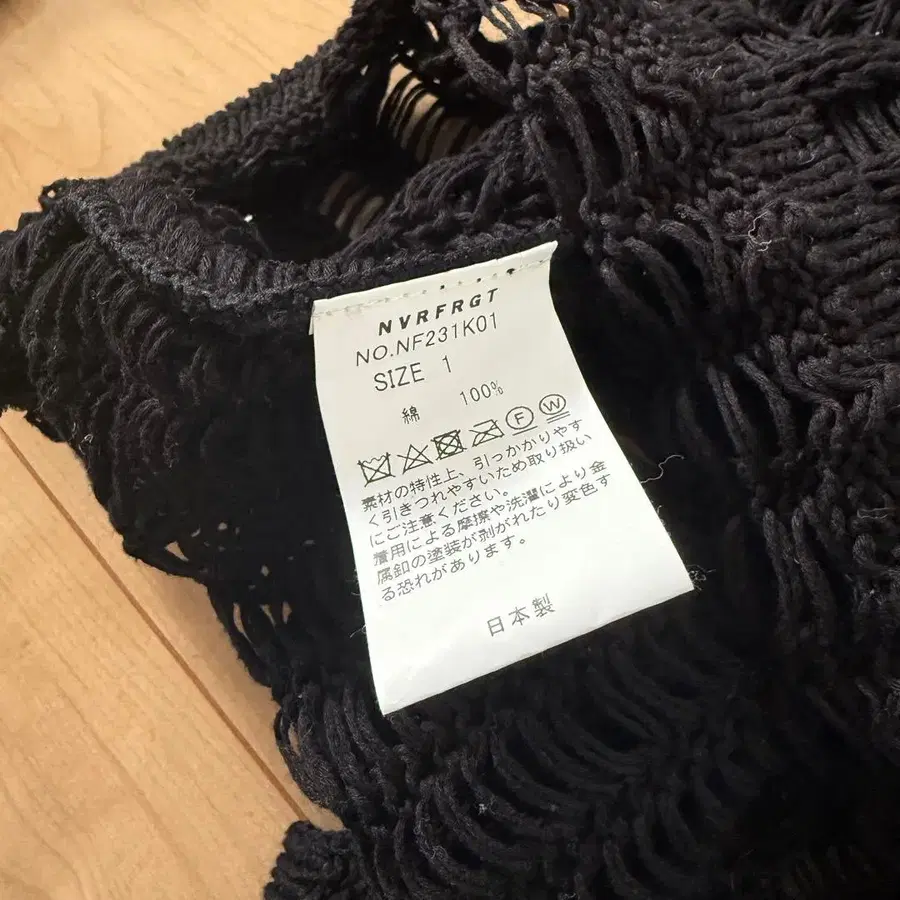 NVRFRGT
NO.NF231K01
SIZE 1
綿 100%
F W
素材の特性上、引っかかりやす
く引きつれやすいため取り扱い
にご注意ください。
着用による摩擦や洗濯により金
属釦の塗装が剥がれたり変色す
る恐れがあります。
日本製